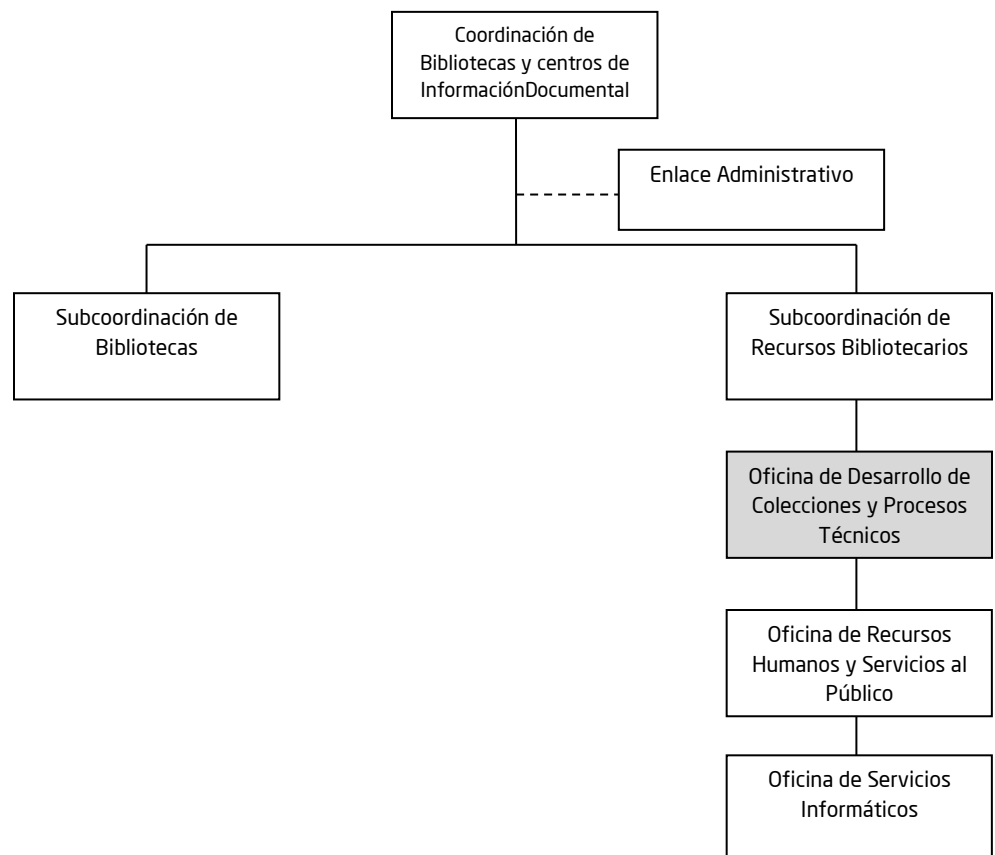 Coordinación de
Bibliotecas y centros de
InformaciónDocumental
Enlace Administrativo
Subcoordinación de
Bibliotecas
Subcoordinación de
Recursos Bibliotecarios
Oficina de Desarrollo de
Colecciones y Procesos
Técnicos
Oficina de Recursos
Humanos y Servicios al
Público
Oficina de Servicios
Informáticos